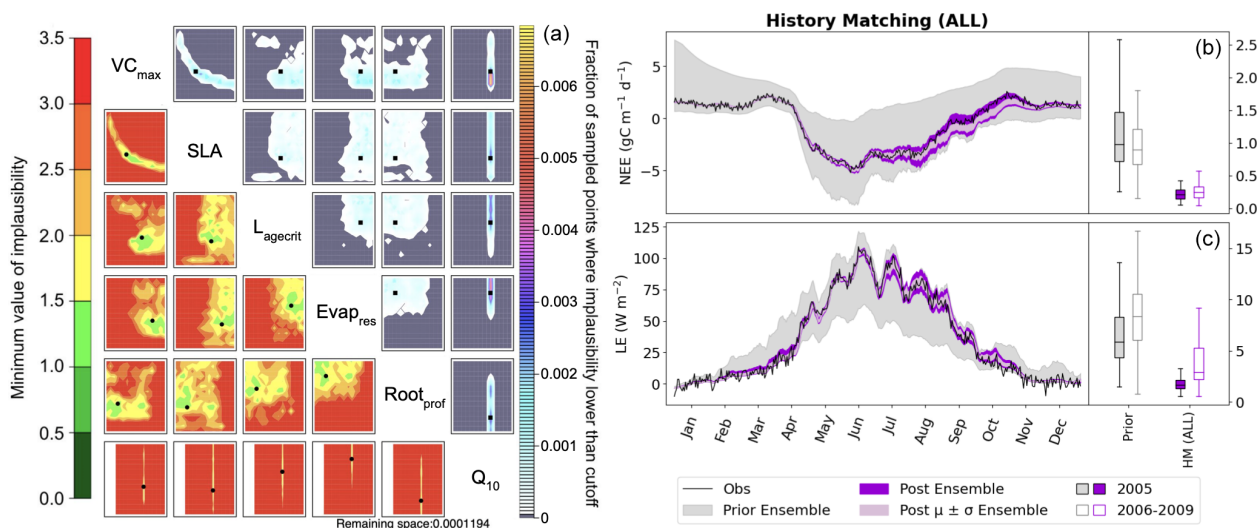 History Matching (ALL)
(a)
(b)
(c)
Minimum value of implausibility
3.5
3.0
2.5
2.0
1.5
1.0
0.5
0.0
VCmax
SLA
Lagecrit
Evapres
Rootprof
Q10
Remaining space:0.0001194
0.006
0.005
0.004
0.003
0.002
0.001
0
Fraction of sampled points where implausibility lower than cutoff
NEE (gC m⁻¹ d⁻¹)
5
0
−5
2.5
2.0
1.5
1.0
0.5
0.0
LE (W m⁻²)
125
100
75
50
25
0
15
10
5
0
Jan Feb Mar Apr May Jun Jul Aug Sep Oct Nov Dec
Prior
HM (ALL)
Obs Post Ensemble 2005
Prior Ensemble Post μ ± σ Ensemble 2006-2009